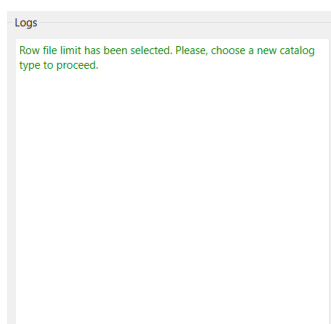 Logs
Row file limit has been selected. Please, choose a new catalog
type to proceed.